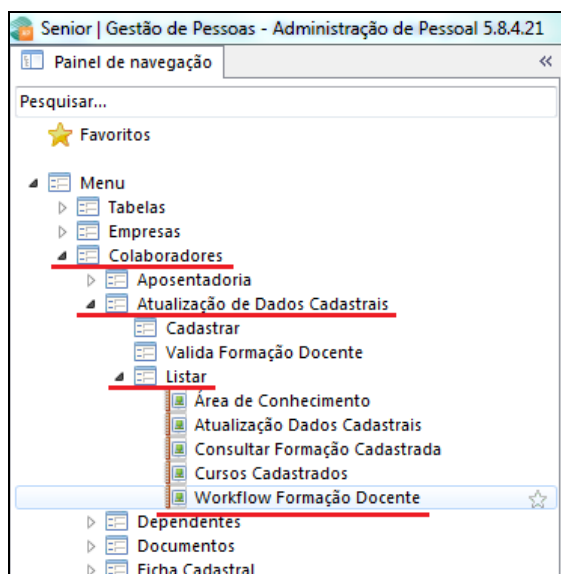 Senior | Gestão de Pessoas - Administração de Pessoal 5.8.4.21
Painel de navegação
Pesquisar...
Favoritos
Menu
Tabelas
Empresas
Colaboradores
Aposentadoria
Atualização de Dados Cadastrais
Cadastrar
Valida Formação Docente
Listar
Área de Conhecimento
Atualização Dados Cadastrais
Consultar Formação Cadastrada
Cursos Cadastrados
Workflow Formação Docente
Dependentes
Documentos
Ficha Cadastral